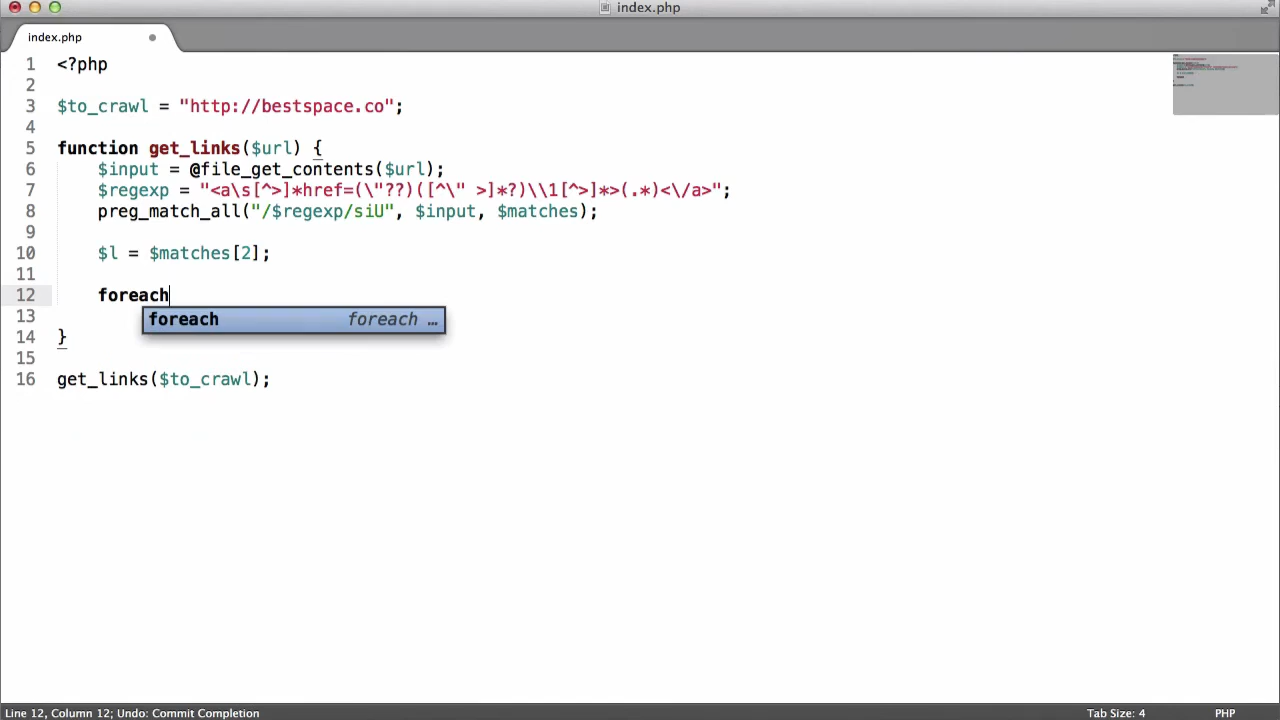 index.php
index.php
1 <?php
2
3 $to_crawl = "http://bestspace.co";
4
5 function get_links($url) {
6 $input = @file_get_contents($url);
7 $regexp = "<a\s[^>]*href=(\"??)([^\" >]*?)\\1[^>]*>(.*)<\/a>";
8 preg_match_all("/$regexp/siU", $input, $matches);
9
10 $l = $matches[2];
11
12 foreach
foreach foreach …
13
14 }
15
16 get_links($to_crawl);
Line 12, Column 12; Undo: Commit Completion Tab Size: 4 PHP